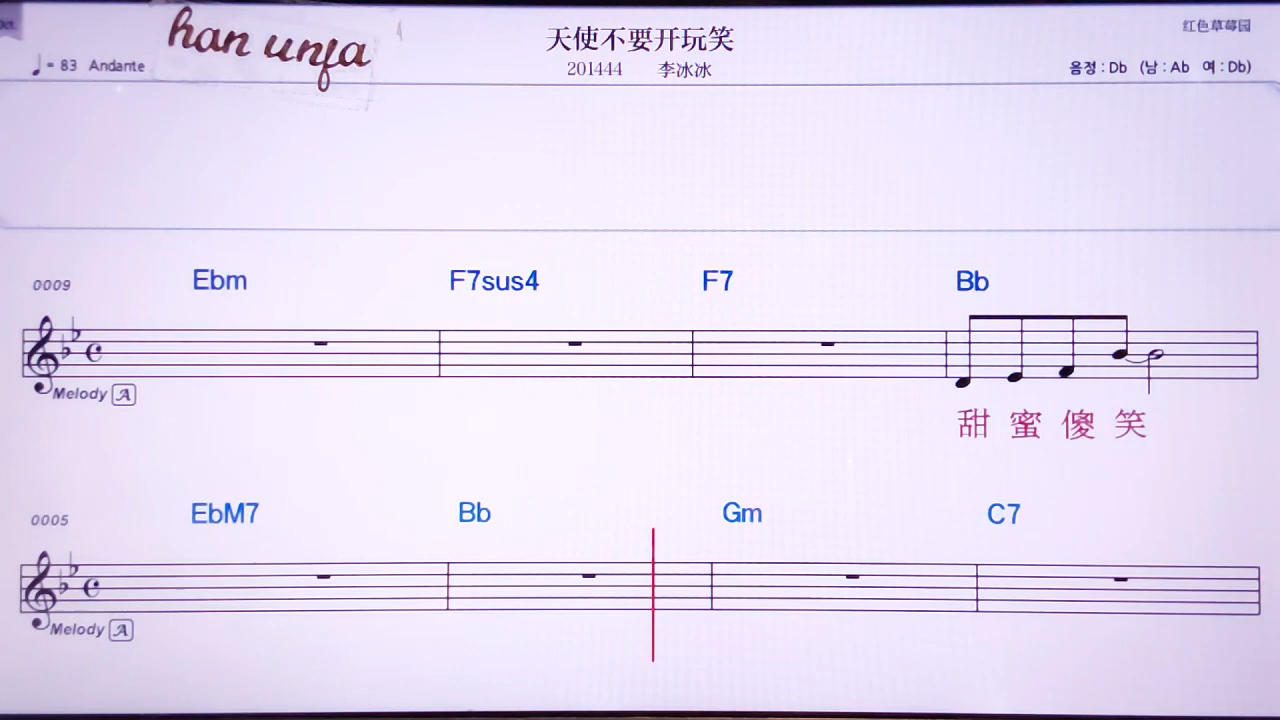 han unfa
天使不要开玩笑
红色草莓园
♩= 83 Andante
201444 李冰冰
음정 : Db (남 : Ab 여 : Db)
Ebm F7sus4 F7 Bb
0009
Melody A
甜 蜜 傻 笑
EbM7 Bb Gm C7
0005
Melody A